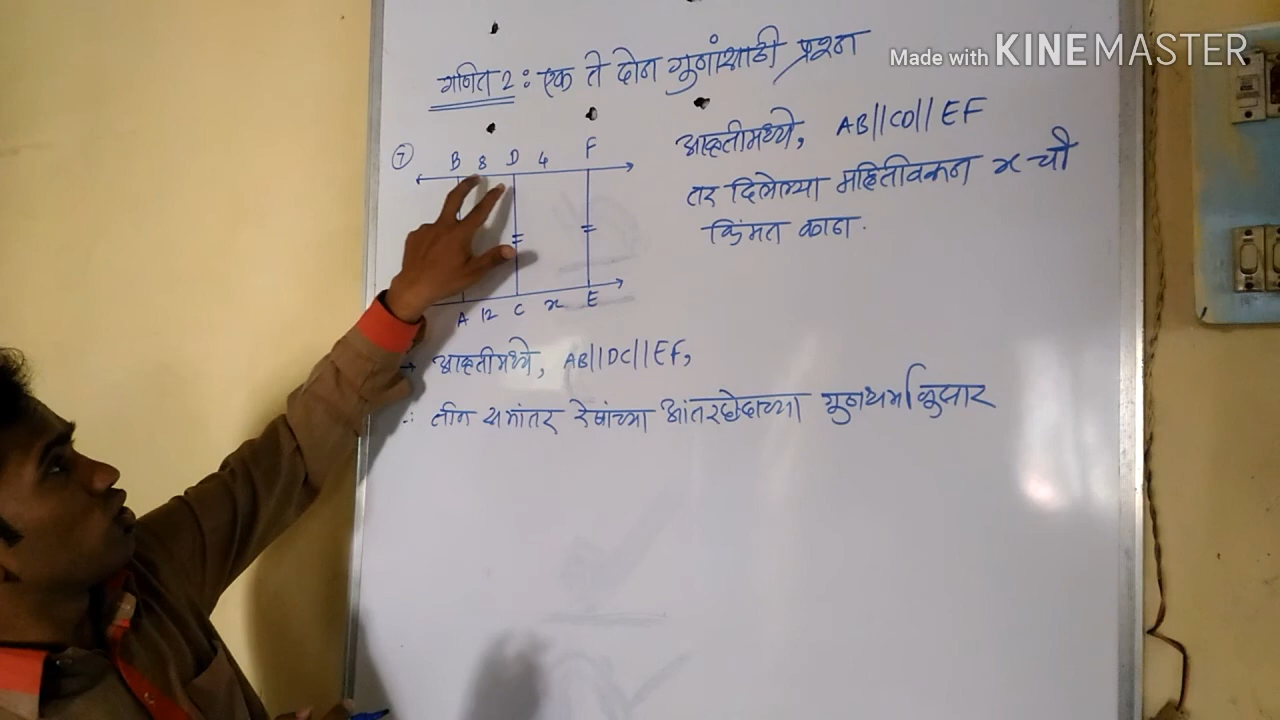 Made with KINEMASTER
गणित 2 : एक ते दोन गुणांसाठी प्रश्न
7 B 8 D 4 F
A 12 C x E
आकृतीमध्ये, AB||CD||EF
तर दिलेल्या माहितीवरून x ची
किंमत काढा.
→ आकृतीमध्ये, AB||DC||EF,
∴ तीन समांतर रेषांच्या आंतरछेदाच्या गुणधर्मानुसार